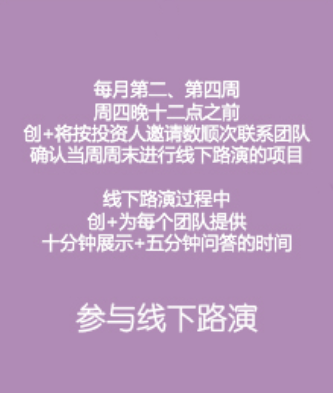 每月第二、第四周
周四晚十二点之前
创+将按投资人邀请数顺次联系团队
确认当周周末进行线下路演的项目
线下路演过程中
创+为每个团队提供
十分钟展示+五分钟问答的时间
参与线下路演